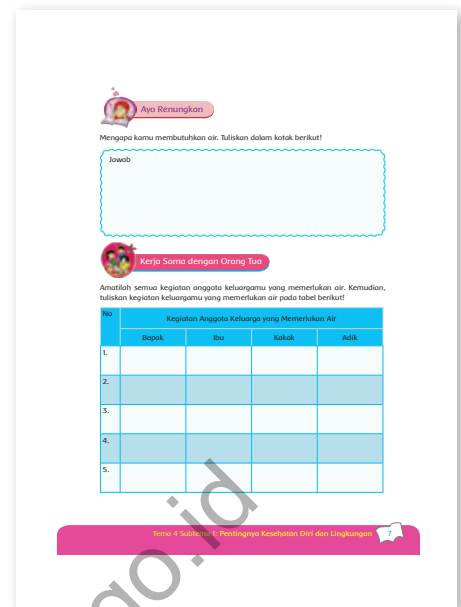 Ayo Renungkan
Mengapa kamu membutuhkan air. Tuliskan dalam kotak berikut!
Jawab
Kerja Sama dengan Orang Tua
Amatilah semua kegiatan anggota keluargamu yang memerlukan air. Kemudian,
tuliskan kegiatan keluargamu yang memerlukan air pada tabel berikut!
No
Kegiatan Anggota Keluarga yang Memerlukan Air
Bapak Ibu Kakak Adik
1.
2.
3.
4.
5.
Tema 4 Subtema 1: Pentingnya Kesehatan Diri dan Lingkungan 7
go.id